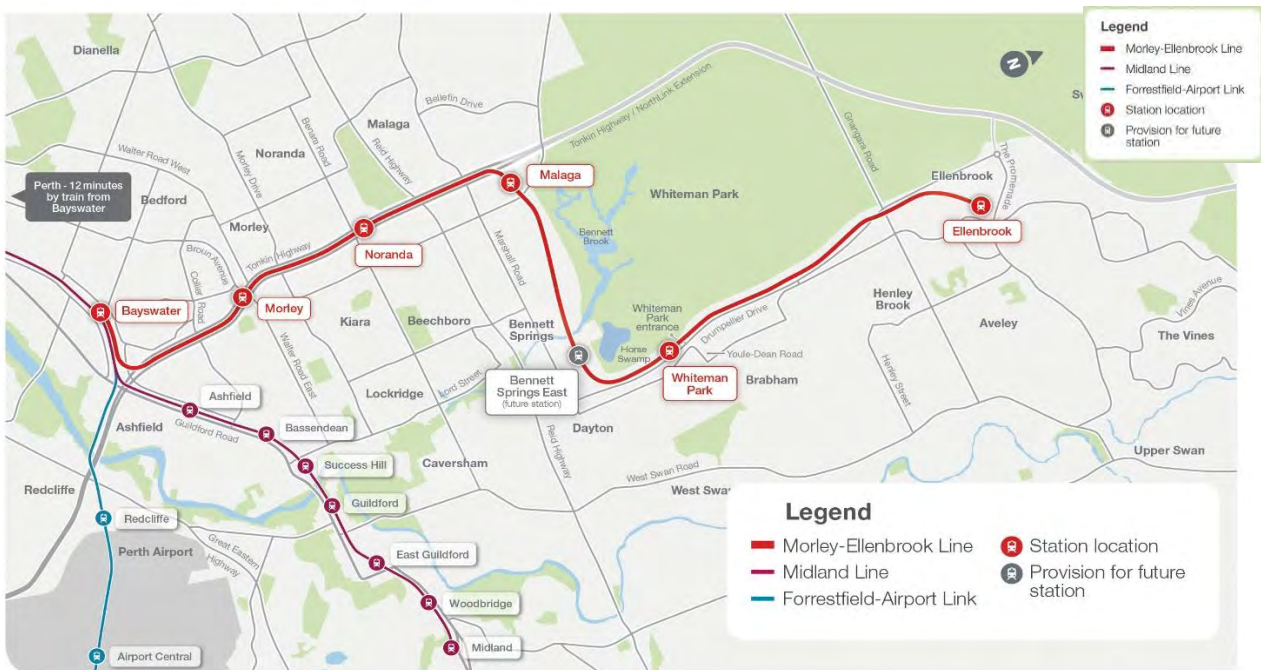 Dianella
Bellefin Drive
Malaga
Tonkin Highway / NorthLink Extension
Gnangara Road
Legend
Morley-Ellenbrook Line
Midland Line
Forrestfield-Airport Link
Station location
Provision for future
station
N
Walter Road West
Noranda
Benara Road
Reid Highway
Morley Drive
Perth - 12 minutes
by train from
Bayswater
Bedford
Morley
Broun Avenue
Collier Road
Tonkin Highway
Noranda
Malaga
Whiteman Park
Bennett
Brook
Marshall Road
Ellenbrook
The Promenade
Ellenbrook
Bayswater
Morley
Kiara
Beechboro
Bennett
Springs
Whiteman
Park
entrance
Horse
Swamp
Drumpellier Drive
Youle-Dean Road
Henley
Brook
Aveley
Vines Avenue
The Vines
Walter Road East
Lockridge
Lord Street
Bennett
Springs East
(future station)
Whiteman
Park
Brabham
Henley Street
Ashfield
Ashfield
Guildford Road
Bassendean
Dayton
Reid Highway
Success Hill
Caversham
West Swan Road
Upper Swan
Redcliffe
Guildford
West Swan
Redcliffe
Perth Airport
Great Eastern
Highway
East Guildford
Woodbridge
Midland
Airport Central
Legend
Morley-Ellenbrook Line
Midland Line
Forrestfield-Airport Link
Station location
Provision for future
station